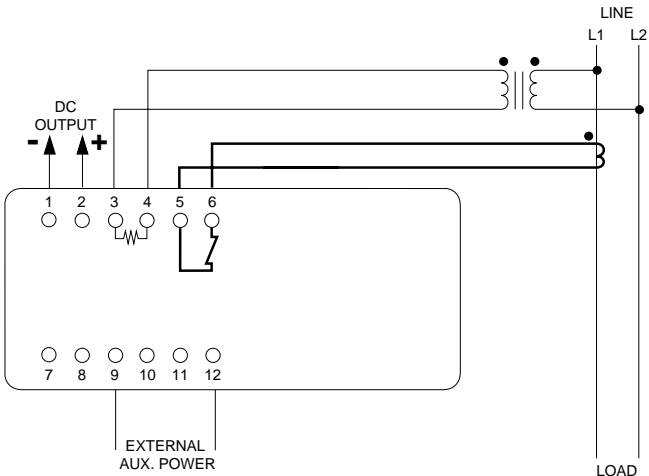 LINE
L1 L2
DC
OUTPUT
- +
1 2 3 4 5 6
7 8 9 10 11 12
EXTERNAL
AUX. POWER
LOAD